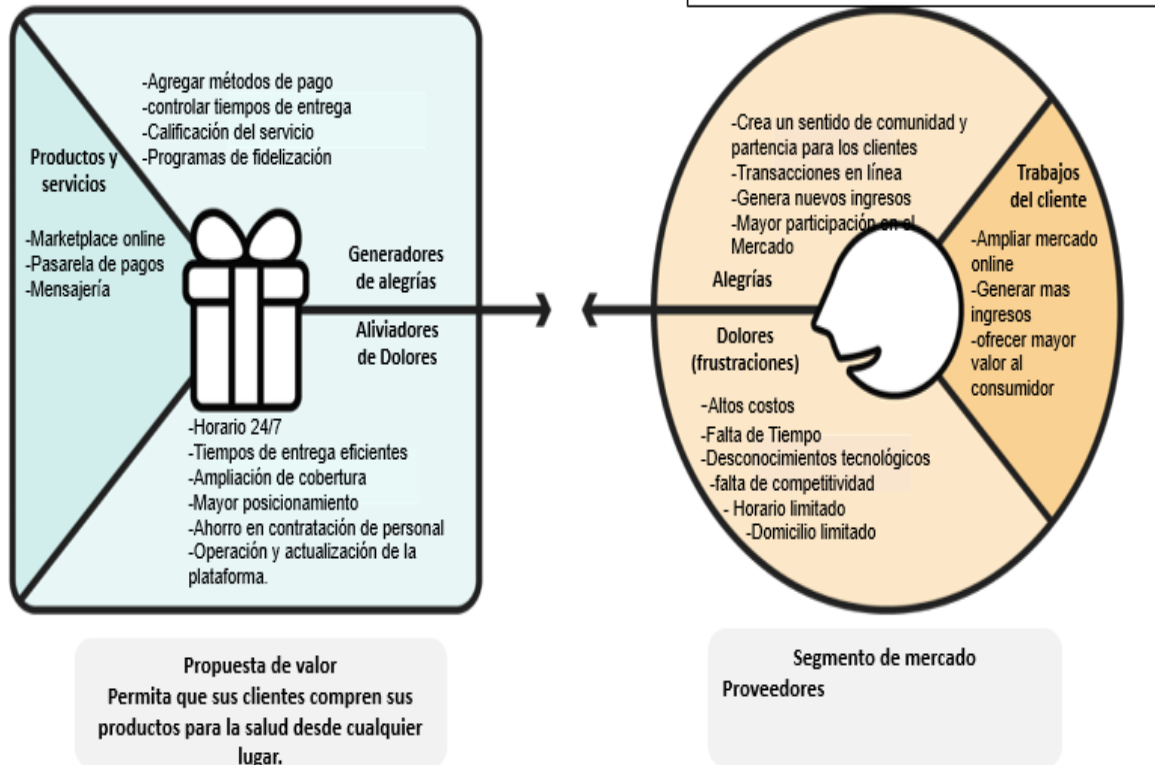 -Agregar métodos de pago
-controlar tiempos de entrega
-Calificación del servicio
-Programas de fidelización
Productos y
servicios
-Marketplace online
-Pasarela de pagos
-Mensajería
Generadores
de alegrías
Aliviadores
de Dolores
-Horario 24/7
-Tiempos de entrega eficientes
-Ampliación de cobertura
-Mayor posicionamiento
-Ahorro en contratación de personal
-Operación y actualización de la
plataforma.
-Crea un sentido de comunidad y
partencia para los clientes
-Transacciones en línea
-Genera nuevos ingresos
-Mayor participación en el
Mercado
Alegrías
Dolores
(frustraciones)
-Altos costos
-Falta de Tiempo
-Desconocimientos tecnológicos
-falta de competitividad
- Horario limitado
-Domicilio limitado
Trabajos
del cliente
-Ampliar mercado
online
-Generar mas
ingresos
-ofrecer mayor
valor al
consumidor
Propuesta de valor
Permita que sus clientes compren sus
productos para la salud desde cualquier
lugar.
Segmento de mercado
Proveedores